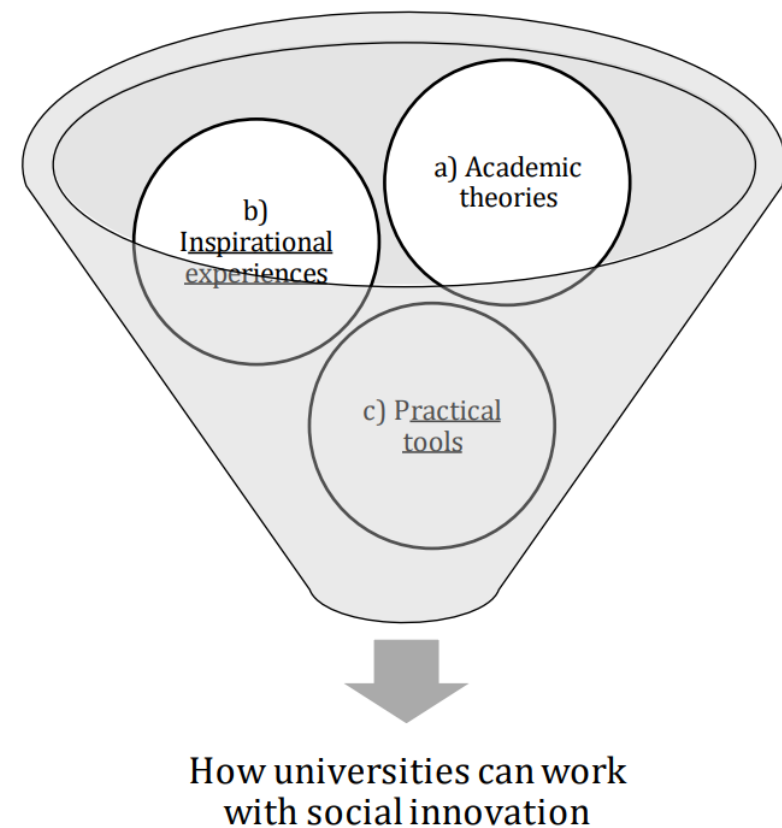 a) Academic
theories
b)
Inspirational
experiences
c) Practical
tools
How universities can work
with social innovation